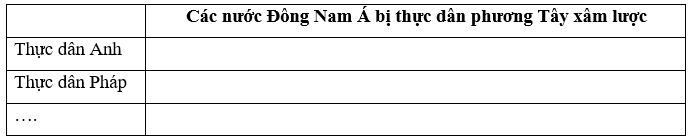 Các nước Đông Nam Á bị thực dân phương Tây xâm lược
Thực dân Anh
Thực dân Pháp
….